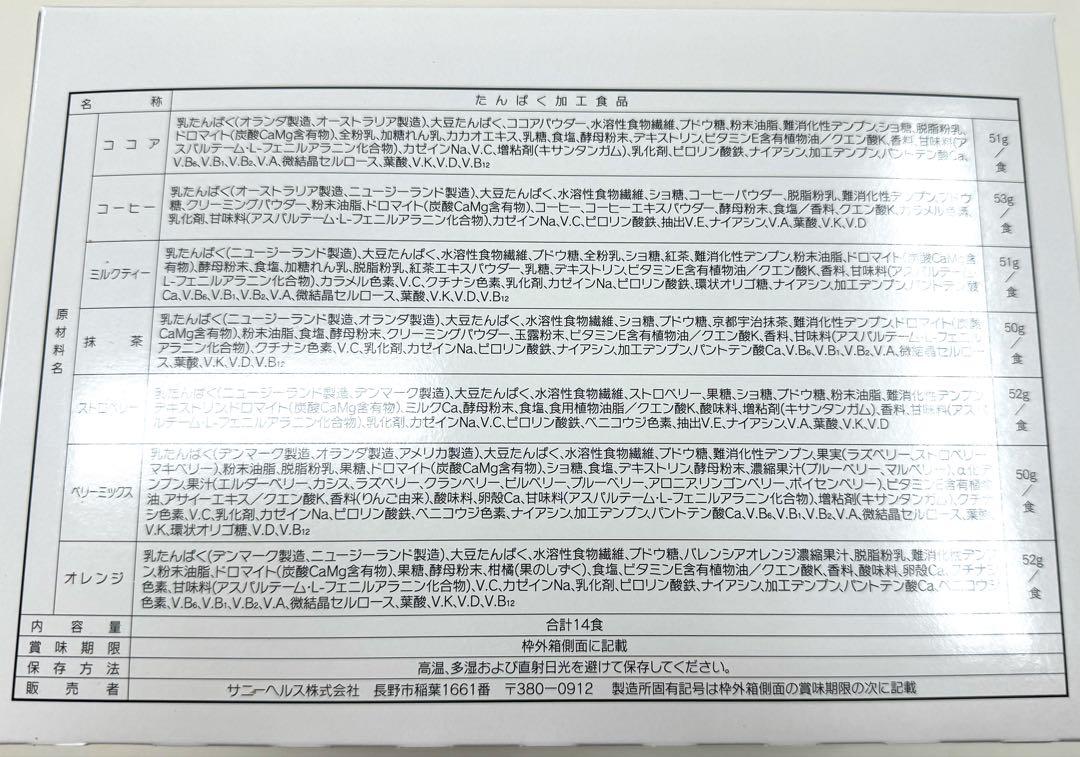 名称 たんぱく加工食品
原材料名
ココア
乳たんぱく(オランダ製造、オーストラリア製造)、大豆たんぱく、ココアパウダー、水溶性食物繊維、ブドウ糖、粉末油脂、難消化性デンプン、ショ糖、脱脂粉乳、
ドロマイト(炭酸CaMg含有物)、全粉乳、加糖れん乳、カカオエキス、乳糖、食塩、酵母粉末、デキストリン、ビタミンE含有植物油／クエン酸K、香料、甘味料(ア
スパルテーム・L-フェニルアラニン化合物)、カゼインNa、V.C、増粘剤(キサンタンガム)、乳化剤、ピロリン酸鉄、ナイアシン、加工デンプン、パントテン酸Ca、
V.B6、V.B1、V.B2、V.A、微結晶セルロース、葉酸、V.K、V.D、V.B12
51g／食
コーヒー
乳たんぱく(オーストラリア製造、ニュージーランド製造)、大豆たんぱく、水溶性食物繊維、ショ糖、コーヒーパウダー、脱脂粉乳、難消化性デンプン、ブドウ
糖、クリーミングパウダー、粉末油脂、ドロマイト(炭酸CaMg含有物)、コーヒー、コーヒーエキスパウダー、酵母粉末、食塩／香料、クエン酸K、カラメル色素、
乳化剤、甘味料(アスパルテーム・L-フェニルアラニン化合物)、カゼインNa、V.C、ピロリン酸鉄、抽出V.E、ナイアシン、V.A、葉酸、V.K、V.D
53g／食
ミルクティー
乳たんぱく(ニュージーランド製造)、大豆たんぱく、水溶性食物繊維、ブドウ糖、全粉乳、ショ糖、紅茶、難消化性デンプン、粉末油脂、ドロマイト(炭酸CaMg含
有物)、酵母粉末、食塩、加糖れん乳、脱脂粉乳、紅茶エキスパウダー、乳糖、デキストリン、ビタミンE含有植物油／クエン酸K、香料、甘味料(アスパルテーム・
L-フェニルアラニン化合物)、カラメル色素、V.C、クチナシ色素、乳化剤、カゼインNa、ピロリン酸鉄、環状オリゴ糖、ナイアシン、加工デンプン、パントテン酸
Ca、V.B6、V.B1、V.B2、V.A、微結晶セルロース、葉酸、V.K、V.D、V.B12
51g／食
抹茶
乳たんぱく(ニュージーランド製造、オランダ製造)、大豆たんぱく、水溶性食物繊維、ショ糖、ブドウ糖、京都宇治抹茶、難消化性デンプン、ドロマイト(炭酸
CaMg含有物)、粉末油脂、食塩、酵母粉末、クリーミングパウダー、玉露粉末、ビタミンE含有植物油／クエン酸K、香料、甘味料(アスパルテーム・L-フェニル
アラニン化合物)、クチナシ色素、V.C、乳化剤、カゼインNa、ピロリン酸鉄、ナイアシン、加工デンプン、パントテン酸Ca、V.B6、V.B1、V.B2、V.A、微結晶セルロー
ス、葉酸、V.K、V.D、V.B12
50g／食
ストロベリー
乳たんぱく(ニュージーランド製造、デンマーク製造)、大豆たんぱく、水溶性食物繊維、ストロベリー、果糖、ショ糖、ブドウ糖、粉末油脂、難消化性デンプン、
デキストリン、ドロマイト(炭酸CaMg含有物)、ミルクCa、酵母粉末、食塩、食用植物油脂／クエン酸K、酸味料、増粘剤(キサンタンガム)、香料、甘味料(アスパ
ルテーム・L-フェニルアラニン化合物)、乳化剤、カゼインNa、V.C、ピロリン酸鉄、ベニコウジ色素、抽出V.E、ナイアシン、V.A、葉酸、V.K、V.D
52g／食
ベリーミックス
乳たんぱく(デンマーク製造、オランダ製造、アメリカ製造)、大豆たんぱく、水溶性食物繊維、ブドウ糖、難消化性デンプン、果実(ラズベリー、ストロベリー、
マキベリー)、粉末油脂、脱脂粉乳、果糖、ドロマイト(炭酸CaMg含有物)、ショ糖、食塩、デキストリン、酵母粉末、濃縮果汁(ブルーベリー、マルベリー)、α化デ
ンプン、果汁(エルダーベリー、カシス、ラズベリー、クランベリー、ビルベリー、ブルーベリー、アロニア、リンゴンベリー、ボイセンベリー)、ビタミンE含有植物
油、アサイーエキス／クエン酸K、香料(りんご由来)、酸味料、卵殻Ca、甘味料(アスパルテーム・L-フェニルアラニン化合物)、増粘剤(キサンタンガム)、クチナ
シ色素、V.C、乳化剤、カゼインNa、ピロリン酸鉄、ベニコウジ色素、ナイアシン、加工デンプン、パントテン酸Ca、V.B6、V.B1、V.B2、V.A、微結晶セルロース、葉酸、
V.K、環状オリゴ糖、V.D、V.B12
50g／食
オレンジ
乳たんぱく(デンマーク製造、ニュージーランド製造)、大豆たんぱく、水溶性食物繊維、ブドウ糖、バレンシアオレンジ濃縮果汁、脱脂粉乳、難消化性デンプ
ン、粉末油脂、ドロマイト(炭酸CaMg含有物)、果糖、酵母粉末、柑橘(果のしずく)、食塩、ビタミンE含有植物油／クエン酸K、香料、酸味料、卵殻Ca、クチナシ
色素、甘味料(アスパルテーム・L-フェニルアラニン化合物)、V.C、カゼインNa、乳化剤、ピロリン酸鉄、ナイアシン、加工デンプン、パントテン酸Ca、ベニコウジ
色素、V.B6、V.B1、V.B2、V.A、微結晶セルロース、葉酸、V.K、V.D、V.B12
52g／食
内容量 合計14食
賞味期限 枠外箱側面に記載
保存方法 高温、多湿および直射日光を避けて保存してください。
販売者 サニーヘルス株式会社 長野市稲葉1661番 〒380-0912 製造所固有記号は枠外箱側面の賞味期限の次に記載